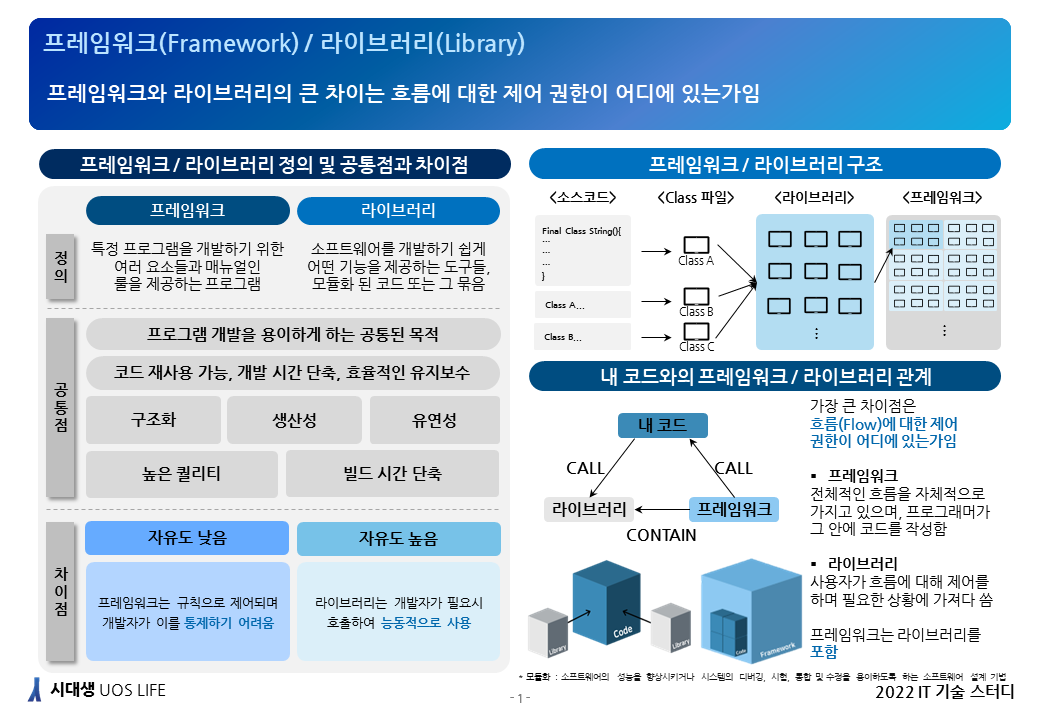 프레임워크(Framework) / 라이브러리(Library)
프레임워크와 라이브러리의 큰 차이는 흐름에 대한 제어 권한이 어디에 있는가임
프레임워크 / 라이브러리 정의 및 공통점과 차이점
프레임워크
라이브러리
정의
특정 프로그램을 개발하기 위한
여러 요소들과 매뉴얼인
룰을 제공하는 프로그램
소프트웨어를 개발하기 쉽게
어떤 기능을 제공하는 도구들,
모듈화 된 코드 또는 그 묶음
공통점
프로그램 개발을 용이하게 하는 공통된 목적
코드 재사용 가능, 개발 시간 단축, 효율적인 유지보수
구조화
생산성
유연성
높은 퀄리티
빌드 시간 단축
차이점
자유도 낮음
자유도 높음
프레임워크는 규칙으로 제어되며
개발자가 이를 통제하기 어려움
라이브러리는 개발자가 필요시
호출하여 능동적으로 사용
프레임워크 / 라이브러리 구조
<소스코드>
<Class 파일>
<라이브러리>
<프레임워크>
Final Class String(){
...
...
...
}
Class A...
Class B...
Class A
Class B
Class C
...
...
내 코드와의 프레임워크 / 라이브러리 관계
내 코드
CALL
CALL
라이브러리
프레임워크
CONTAIN
Library
Code
Library
Code
Framework
가장 큰 차이점은
흐름(Flow)에 대한 제어
권한이 어디에 있는가임
▪ 프레임워크
전체적인 흐름을 자체적으로
가지고 있으며, 프로그래머가
그 안에 코드를 작성함
▪ 라이브러리
사용자가 흐름에 대해 제어를
하며 필요한 상황에 가져다 씀
프레임워크는 라이브러리를
포함
* 모듈화 : 소프트웨어의 성능을 향상시키거나 시스템의 디버깅, 시험, 통합 및 수정을 용이하도록 하는 소프트웨어 설계 기법
시대생 UOS LIFE
- 1 -
2022 IT 기술 스터디